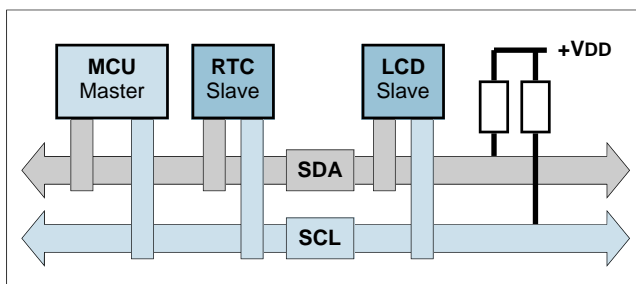 MCU
Master
RTC
Slave
LCD
Slave
+VDD
SDA
SCL